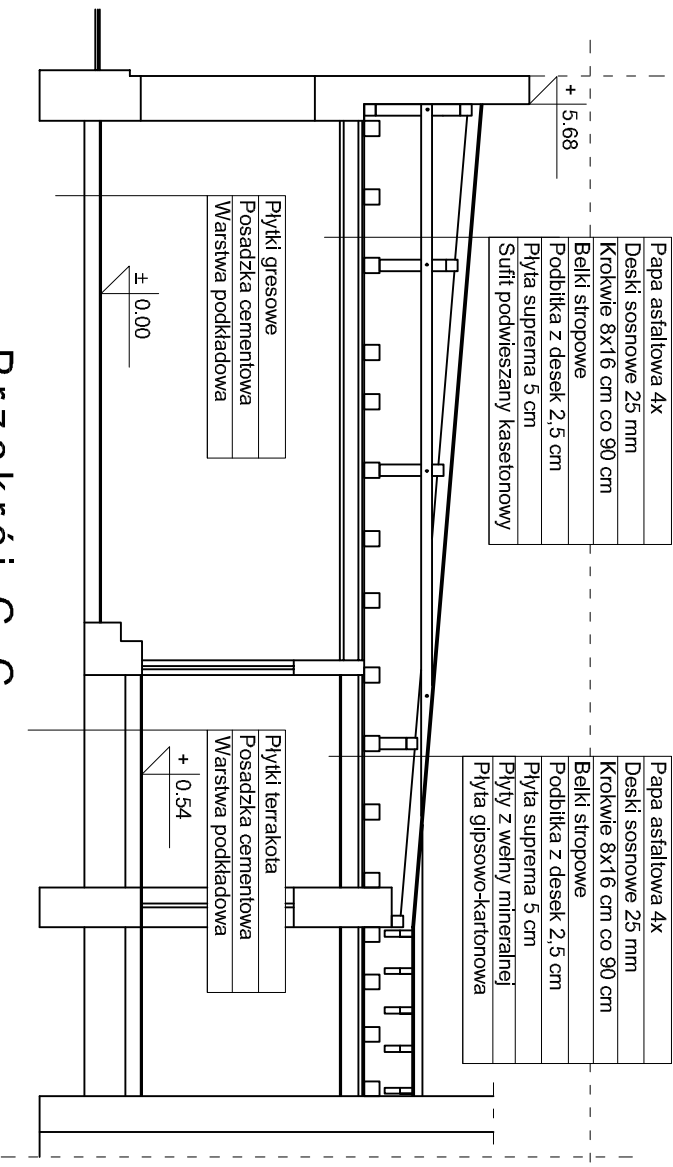 + 5.68
Papa asfaltowa 4x
Deski sosnowe 25 mm
Krokwie 8x16 cm co 90 cm
Belki stropowe
Podbitka z desek 2,5 cm
Płyta suprema 5 cm
Sufit podwieszany kasetonowy
Papa asfaltowa 4x
Deski sosnowe 25 mm
Krokwie 8x16 cm co 90 cm
Belki stropowe
Podbitka z desek 2,5 cm
Płyta suprema 5 cm
Płyty z wełny mineralnej
Płyta gipsowo-kartonowa
Płytki gresowe
Posadzka cementowa
Warstwa podkładowa
± 0.00
Płytki terrakota
Posadzka cementowa
Warstwa podkładowa
+ 0.54
Przekrój C-C